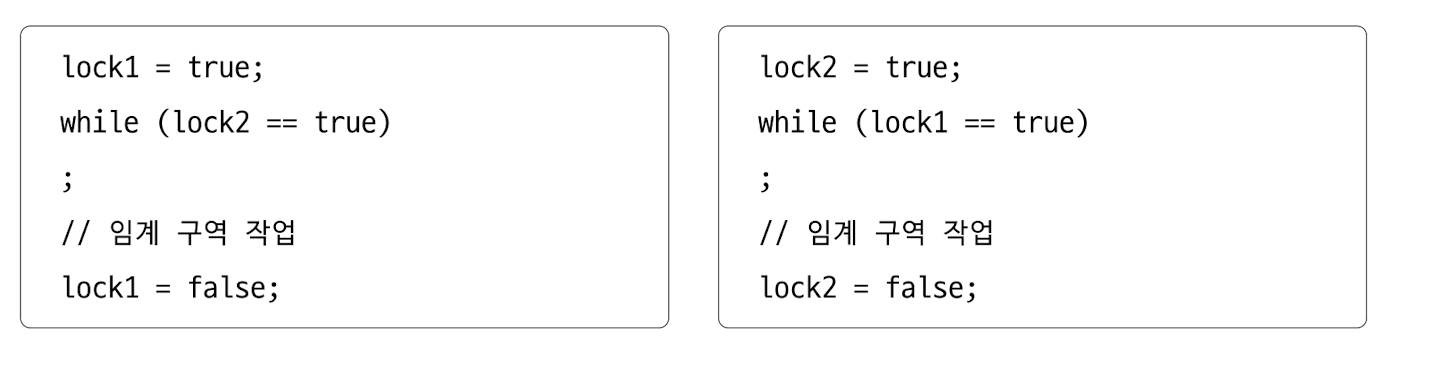 lock1 = true;
while (lock2 == true)
;
// 임계 구역 작업
lock1 = false;
lock2 = true;
while (lock1 == true)
;
// 임계 구역 작업
lock2 = false;